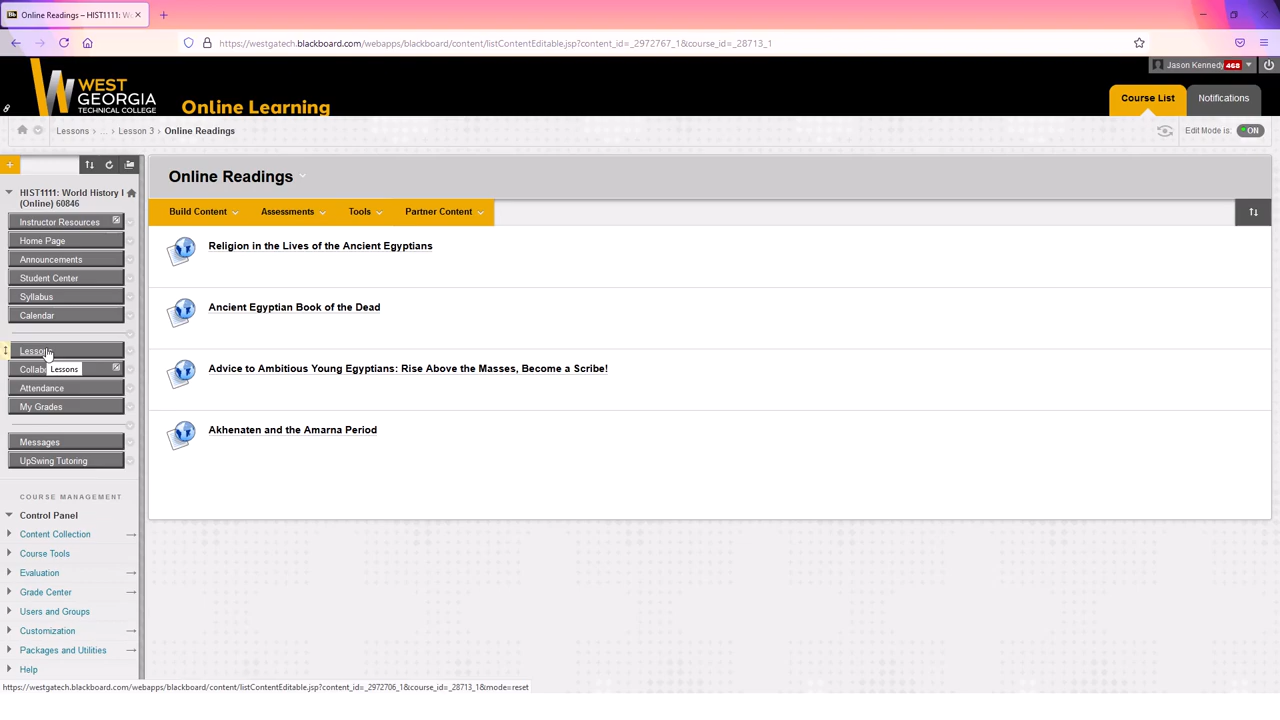 Online Readings – HIST1111: Wo
https://westgatech.blackboard.com/webapps/blackboard/content/listContentEditable.jsp?content_id=_2972767_1&course_id=_28713_1
Jason Kennedy 468
WEST
GEORGIA
TECHNICAL COLLEGE
Online Learning
Course List
Notifications
Lessons
...
Lesson 3
Online Readings
Edit Mode is: ON
HIST1111: World History I
(Online) 60846
Instructor Resources
Home Page
Announcements
Student Center
Syllabus
Calendar
Lessons
Collab
Lessons
Attendance
My Grades
Messages
UpSwing Tutoring
COURSE MANAGEMENT
Control Panel
Content Collection
Course Tools
Evaluation
Grade Center
Users and Groups
Customization
Packages and Utilities
Help
Online Readings
Build Content
Assessments
Tools
Partner Content
Religion in the Lives of the Ancient Egyptians
Ancient Egyptian Book of the Dead
Advice to Ambitious Young Egyptians: Rise Above the Masses, Become a Scribe!
Akhenaten and the Amarna Period
https://westgatech.blackboard.com/webapps/blackboard/content/listContentEditable.jsp?content_id=_2972706_1&course_id=_28713_1&mode=reset